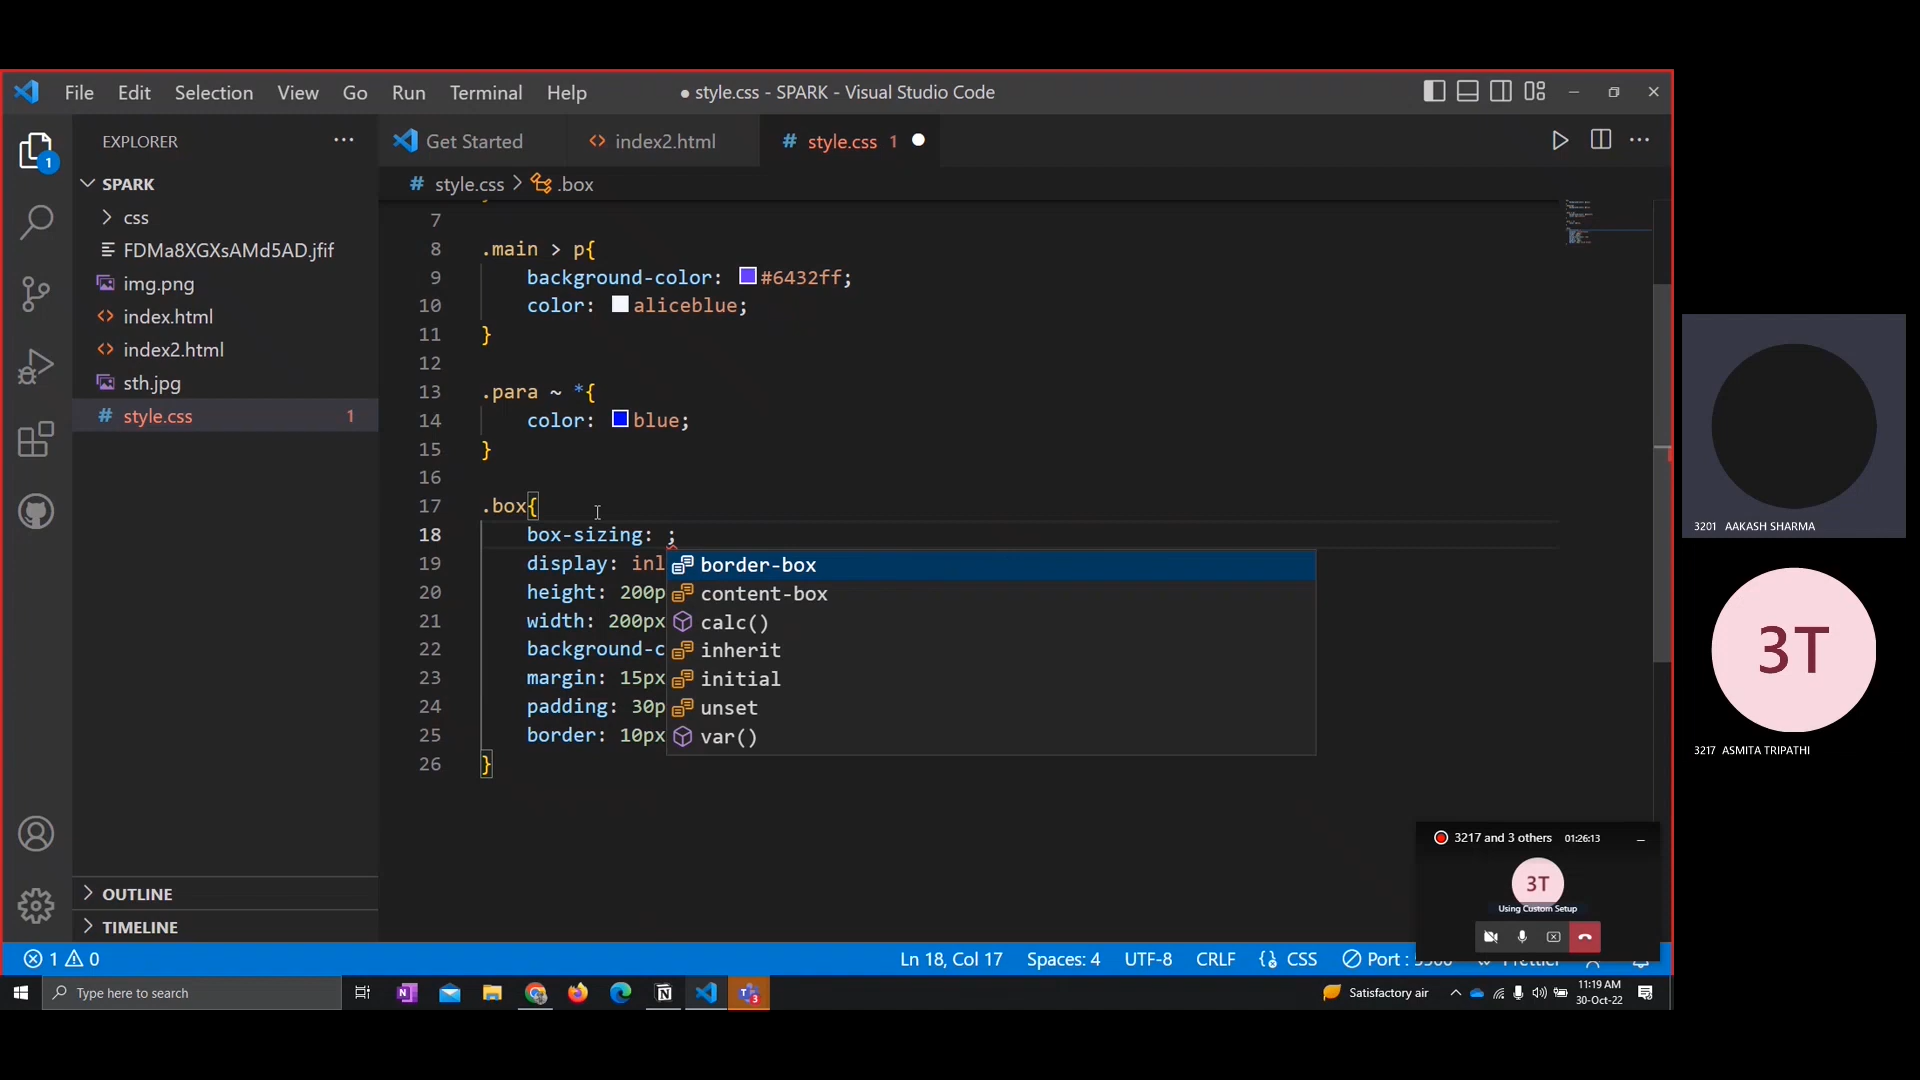 File Edit Selection View Go Run Terminal Help
● style.css - SPARK - Visual Studio Code
EXPLORER
Get Started
index2.html
# style.css 1
1
SPARK
# style.css > .box
css
FDMa8XGXsAMd5AD.jfif
img.png
index.html
index2.html
sth.jpg
# style.css 1
7
8 .main > p{
9 background-color: #6432ff;
10 color: aliceblue;
11 }
12
13 .para ~ *{
14 color: blue;
15 }
16
17 .box{
18 box-sizing: ;
19 display: inl
20 height: 200p
21 width: 200px
22 background-c
23 margin: 15px
24 padding: 30p
25 border: 10px
26 }
border-box
content-box
calc()
inherit
initial
unset
var()
OUTLINE
TIMELINE
1 0
Ln 18, Col 17 Spaces: 4 UTF-8 CRLF CSS Port :
3217 and 3 others 01:26:13
3T
Using Custom Setup
Type here to search
Satisfactory air
11:19 AM
30-Oct-22
3201 AAKASH SHARMA
3T
3217 ASMITA TRIPATHI